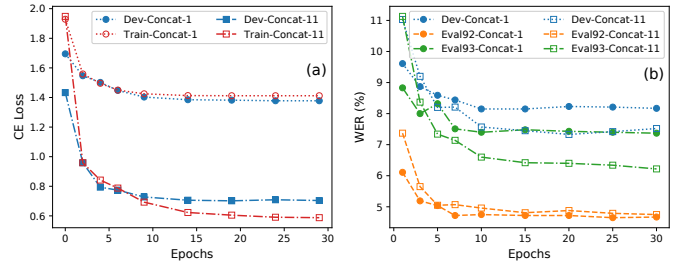 Dev-Concat-1
Train-Concat-1
Dev-Concat-11
Train-Concat-11
(a)
CE Loss
1.8
1.6
1.4
1.2
1.0
0.8
0.6
0 5 10 15 20 25 30
Epochs
Dev-Concat-1
Eval92-Concat-1
Eval93-Concat-1
Dev-Concat-11
Eval92-Concat-11
Eval93-Concat-11
(b)
WER (%)
11
10
9
8
7
6
5
0 5 10 15 20 25 30
Epochs